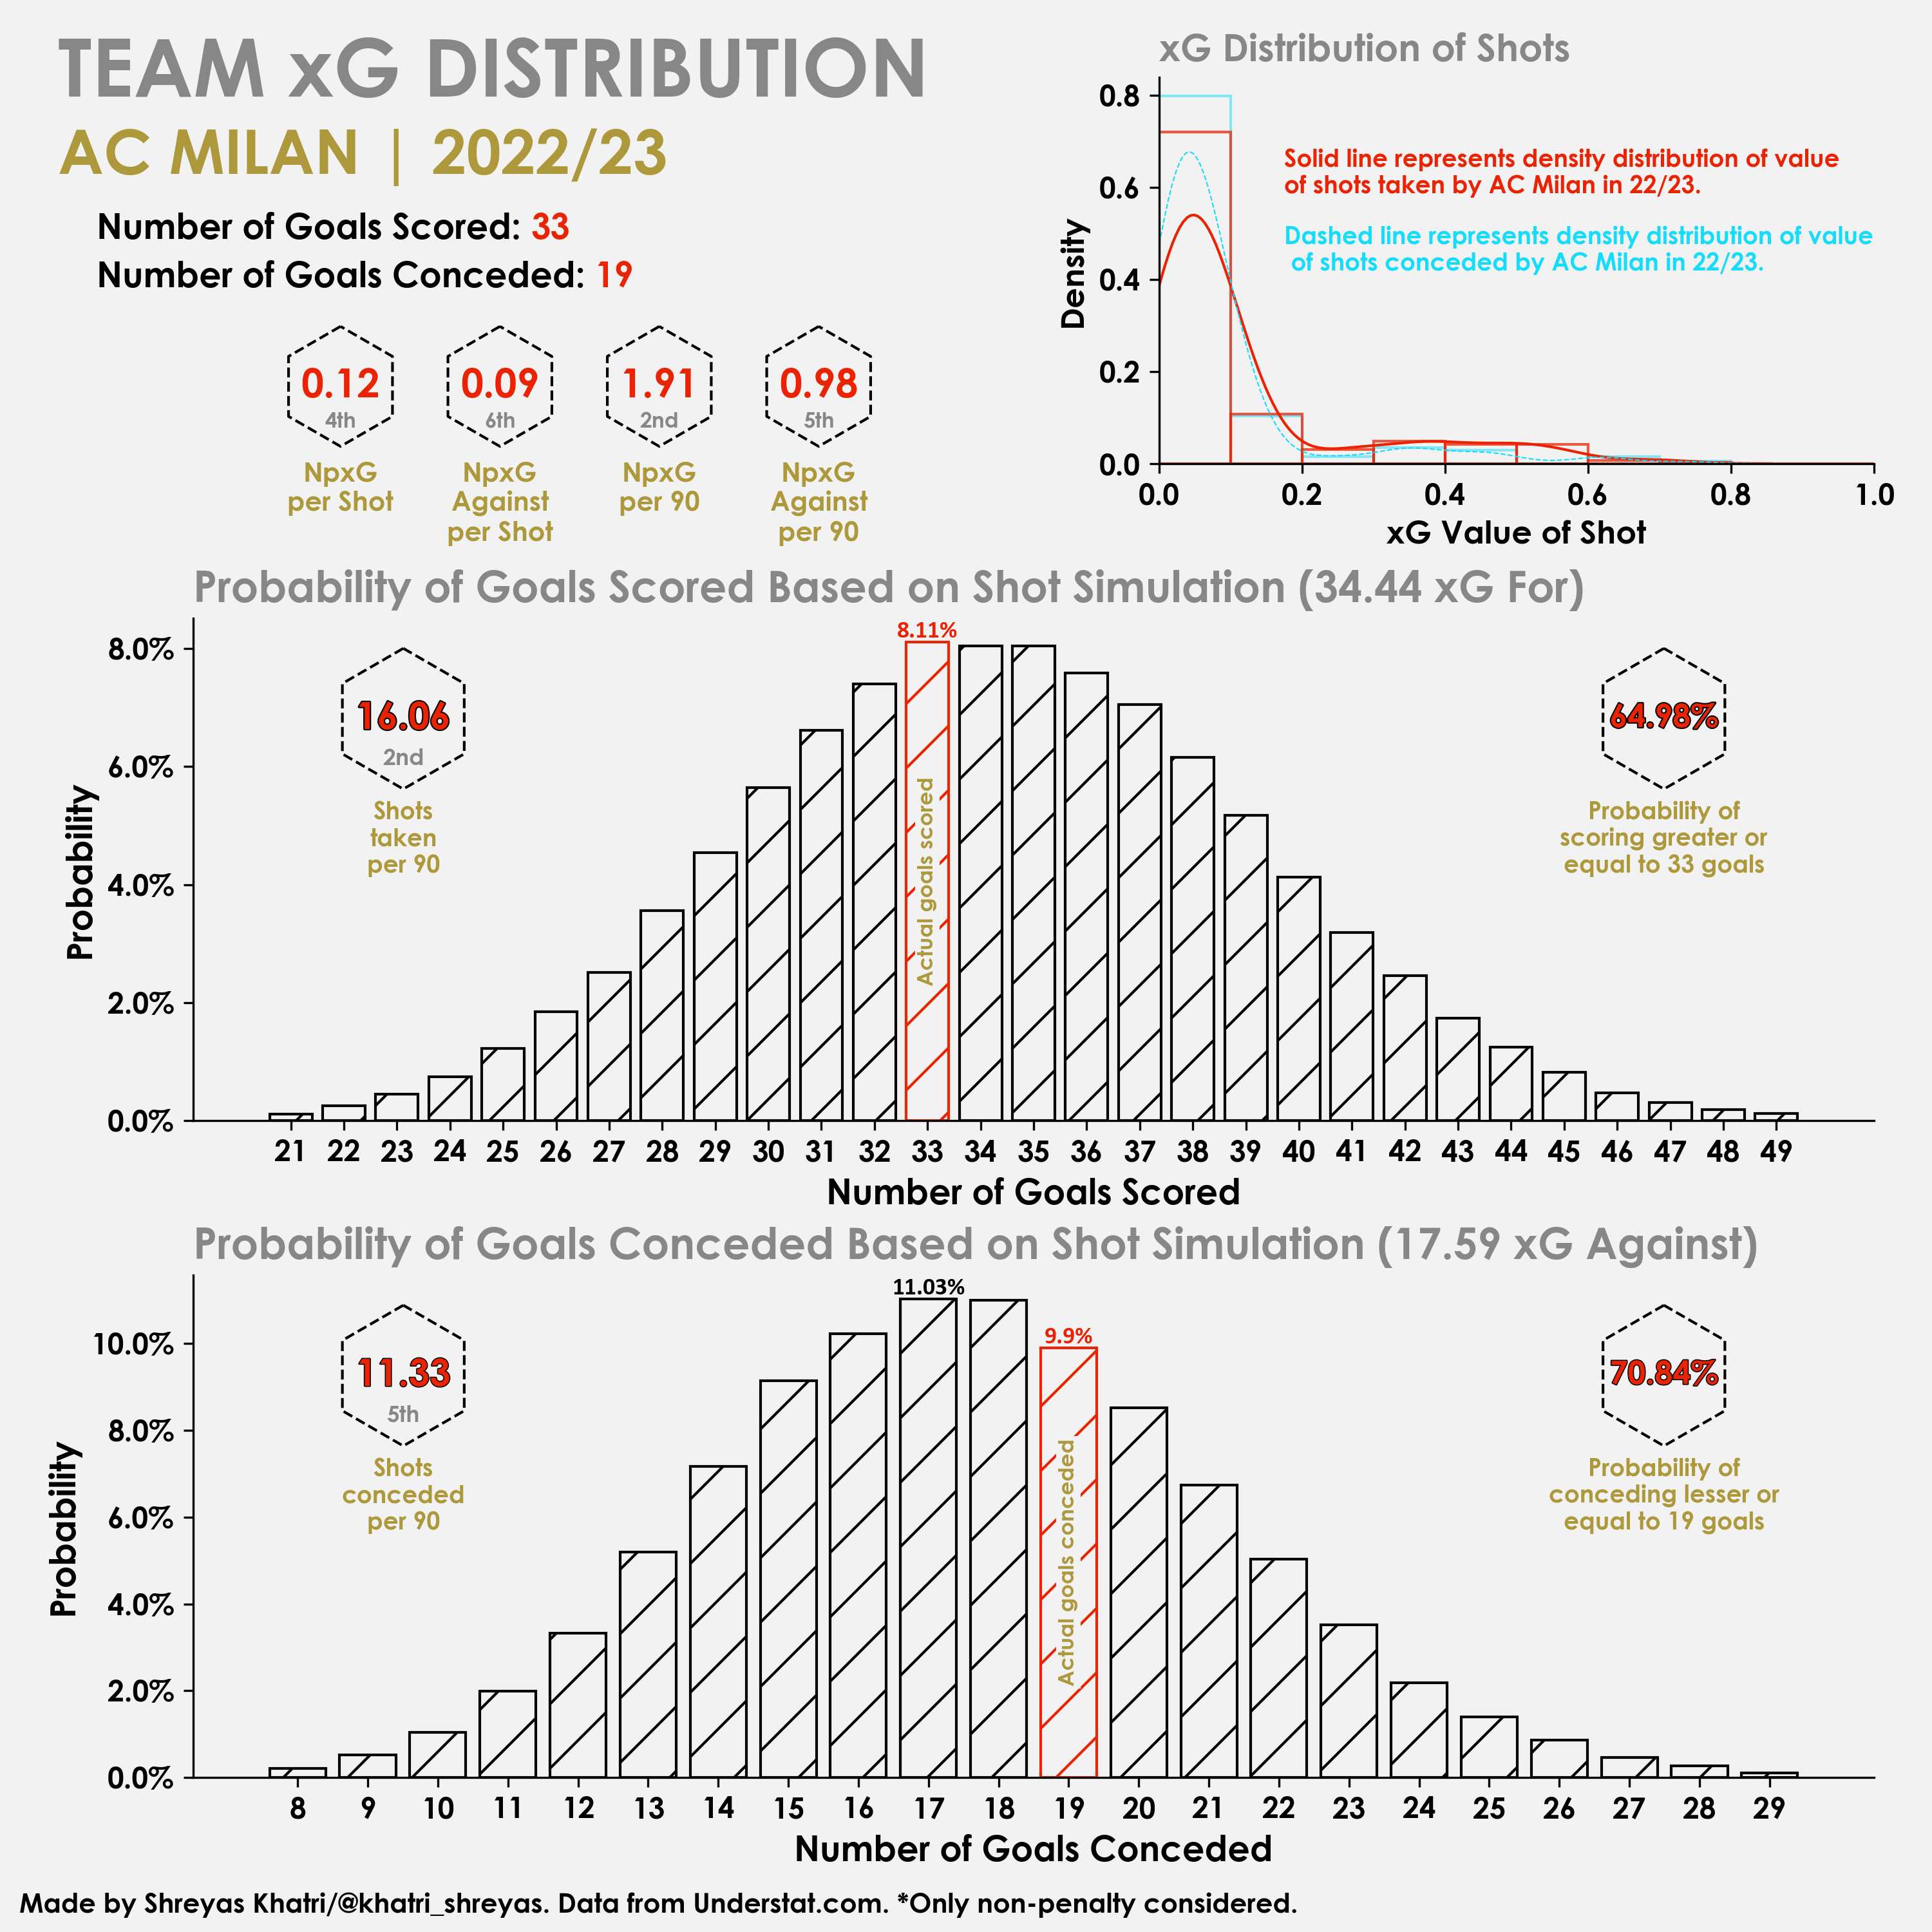 TEAM xG DISTRIBUTION
AC MILAN | 2022/23
Number of Goals Scored: 33
Number of Goals Conceded: 19
0.12
4th
NpxG
per Shot
0.09
6th
NpxG
Against
per Shot
1.91
2nd
NpxG
per 90
0.98
5th
NpxG
Against
per 90
xG Distribution of Shots
Solid line represents density distribution of value
of shots taken by AC Milan in 22/23.
Dashed line represents density distribution of value
of shots conceded by AC Milan in 22/23.
Density
0.8
0.6
0.4
0.2
0.0
0.0 0.2 0.4 0.6 0.8 1.0
xG Value of Shot
Probability of Goals Scored Based on Shot Simulation (34.44 xG For)
Probability
8.0%
6.0%
4.0%
2.0%
0.0%
16.06
2nd
Shots
taken
per 90
8.11%
Actual goals scored
64.98%
Probability of
scoring greater or
equal to 33 goals
21 22 23 24 25 26 27 28 29 30 31 32 33 34 35 36 37 38 39 40 41 42 43 44 45 46 47 48 49
Number of Goals Scored
Probability of Goals Conceded Based on Shot Simulation (17.59 xG Against)
Probability
10.0%
8.0%
6.0%
4.0%
2.0%
0.0%
11.33
5th
Shots
conceded
per 90
11.03%
9.9%
Actual goals conceded
70.84%
Probability of
conceding lesser or
equal to 19 goals
8 9 10 11 12 13 14 15 16 17 18 19 20 21 22 23 24 25 26 27 28 29
Number of Goals Conceded
Made by Shreyas Khatri/@khatri_shreyas. Data from Understat.com. *Only non-penalty considered.